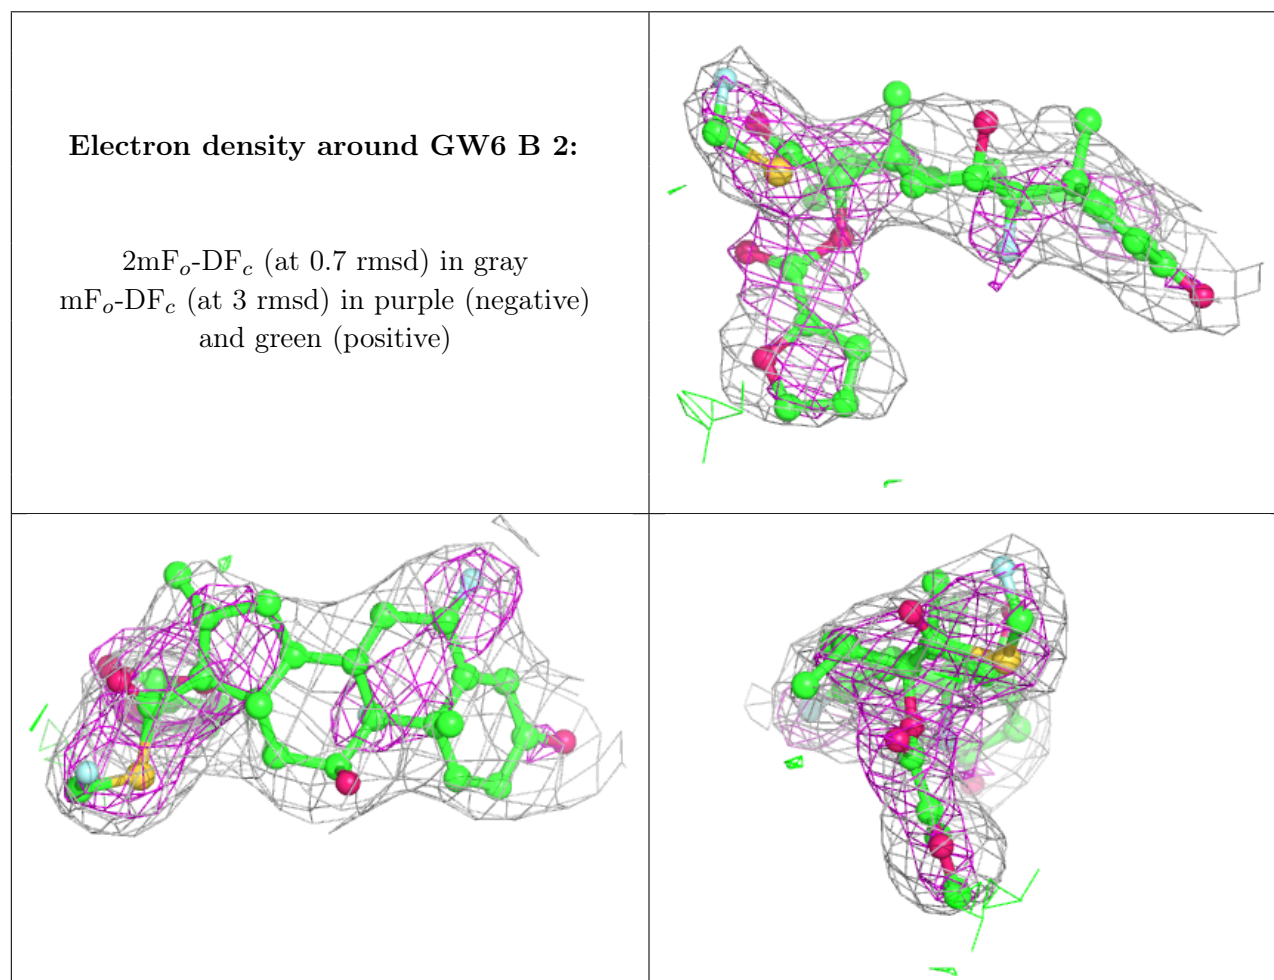 Electron density around GW6 B 2:
2mFo-DFc (at 0.7 rmsd) in gray
mFo-DFc (at 3 rmsd) in purple (negative)
and green (positive)